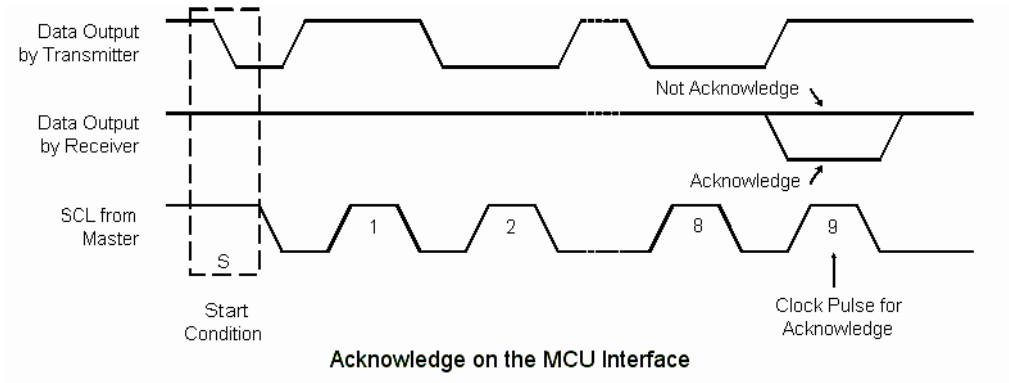 Data Output
by Transmitter
Not Acknowledge
Data Output
by Receiver
Acknowledge
SCL from
Master
1
2
8
9
S
Start
Condition
Clock Pulse for
Acknowledge
Acknowledge on the MCU Interface